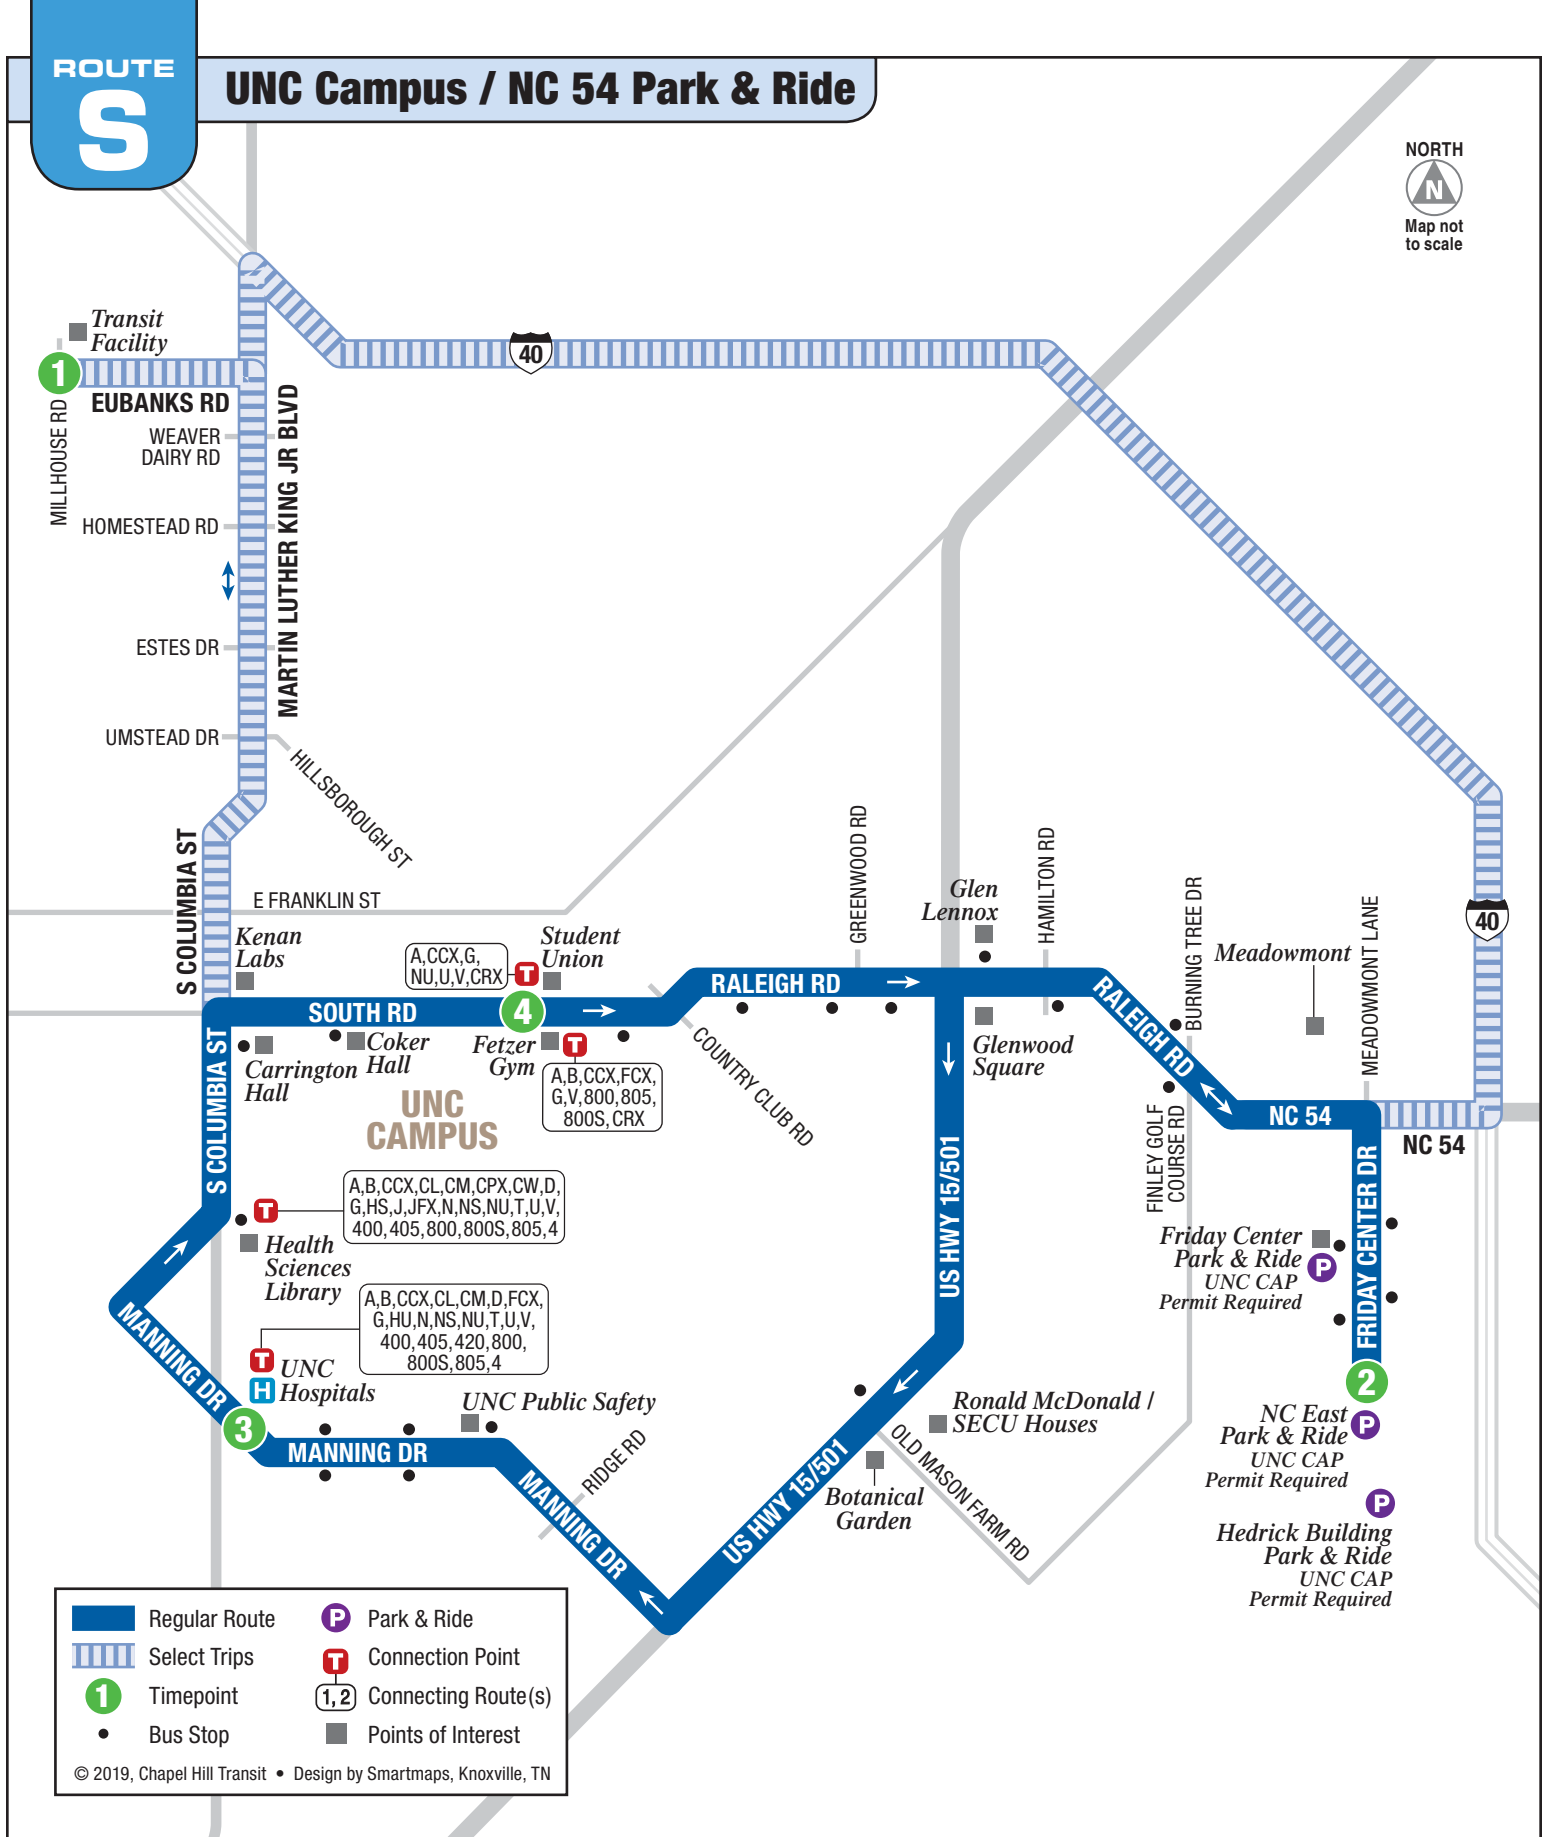 ROUTE
S
UNC Campus / NC 54 Park & Ride
NORTH
N
Map not
to scale
Transit
Facility
1
EUBANKS RD
MILLHOUSE RD
WEAVER
DAIRY RD
HOMESTEAD RD
MARTIN LUTHER KING JR BLVD
ESTES DR
UMSTEAD DR
HILLSBOROUGH ST
40
S COLUMBIA ST
E FRANKLIN ST
Kenan
Labs
A,CCX,G,
NU,U,V,CRX
T
Student
Union
SOUTH RD
4
Carrington
Hall
Coker
Hall
Fetzer
Gym
T
A,B,CCX,FCX,
G,V,800,805,
800S,CRX
UNC
CAMPUS
COUNTRY CLUB RD
RALEIGH RD
GREENWOOD RD
Glen
Lennox
HAMILTON RD
Glenwood
Square
RALEIGH RD
BURNING TREE DR
Meadowmont
MEADOWMONT LANE
40
NC 54
NC 54
FINLEY GOLF
COURSE RD
FRIDAY CENTER DR
Friday Center
Park & Ride
UNC CAP
Permit Required
P
2
NC East
Park & Ride
UNC CAP
Permit Required
P
P
Hedrick Building
Park & Ride
UNC CAP
Permit Required
US HWY 15/501
US HWY 15/501
Ronald McDonald /
SECU Houses
OLD MASON FARM RD
Botanical
Garden
S COLUMBIA ST
T
A,B,CCX,CL,CM,CPX,CW,D,
G,HS,J,JFX,N,NS,NU,T,U,V,
400,405,800,800S,805,4
Health
Sciences
Library
A,B,CCX,CL,CM,D,FCX,
G,HU,N,NS,NU,T,U,V,
400,405,420,800,
800S,805,4
T
H
UNC
Hospitals
MANNING DR
3
MANNING DR
UNC Public Safety
RIDGE RD
MANNING DR
Regular Route
P
Park & Ride
Select Trips
T
Connection Point
1
Timepoint
1,2
Connecting Route(s)
Bus Stop
Points of Interest
© 2019, Chapel Hill Transit • Design by Smartmaps, Knoxville, TN